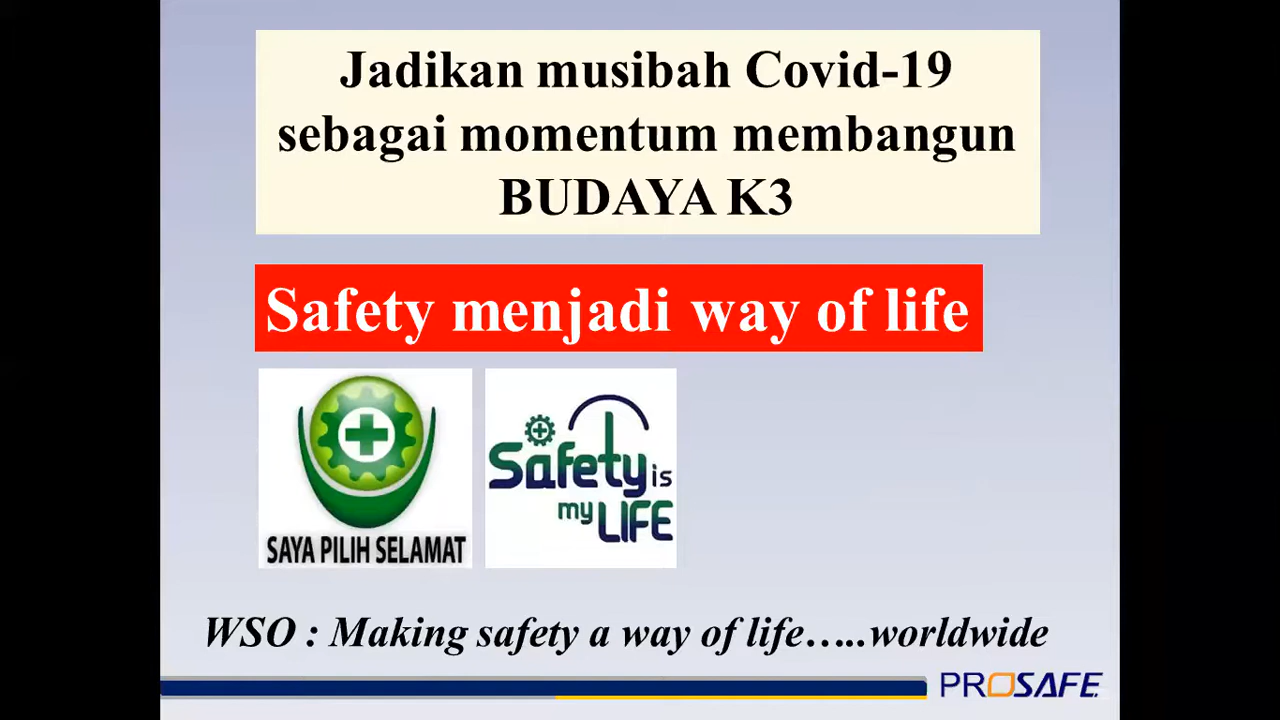 Jadikan musibah Covid-19
sebagai momentum membangun
BUDAYA K3
Safety menjadi way of life
SAYA PILIH SELAMAT
Safety is
my LIFE
WSO : Making safety a way of life…..worldwide
PROSAFE